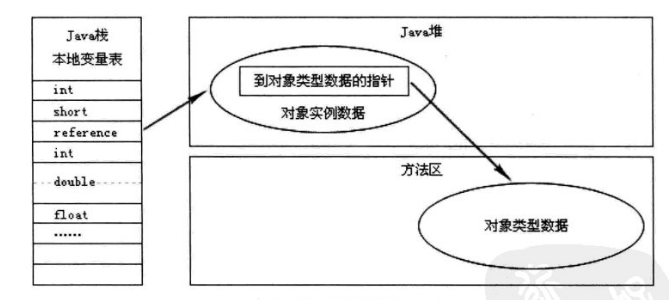 Java栈
本地变量表
int
short
reference
int
double
float
......
Java堆
到对象类型数据的指针
对象实例数据
方法区
对象类型数据